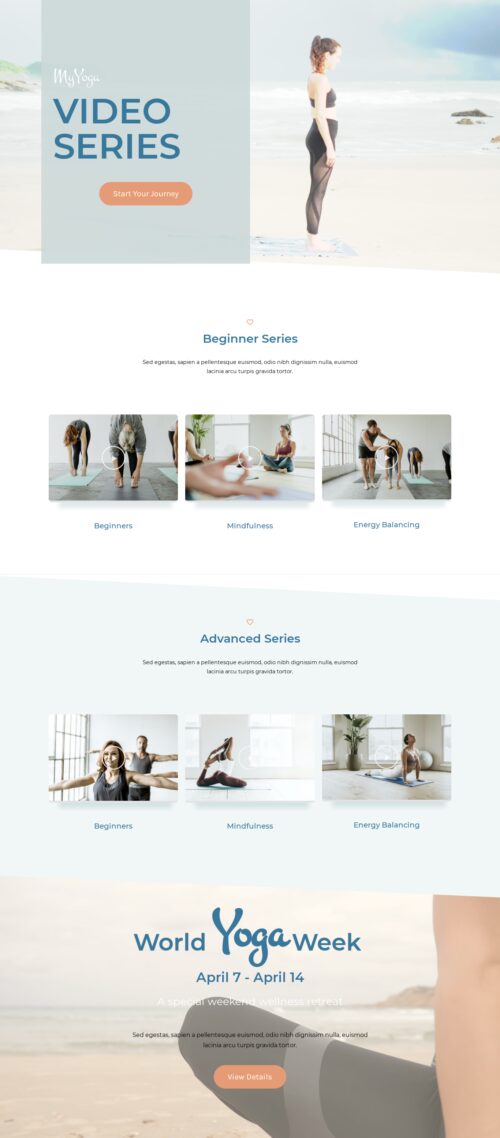 MyYoga
VIDEO
SERIES
Start Your Journey
Beginner Series
Sed egestas, sapien a pellentesque euismod, odio nibh dignissim nulla, euismod
lacinia arcu turpis gravida tortor.
Beginners
Mindfulness
Energy Balancing
Advanced Series
Sed egestas, sapien a pellentesque euismod, odio nibh dignissim nulla, euismod
lacinia arcu turpis gravida tortor.
Beginners
Mindfulness
Energy Balancing
World Yoga Week
April 7 - April 14
A special weekend wellness retreat
Sed egestas, sapien a pellentesque euismod, odio nibh dignissim nulla, euismod
lacinia arcu turpis gravida tortor.
View Details